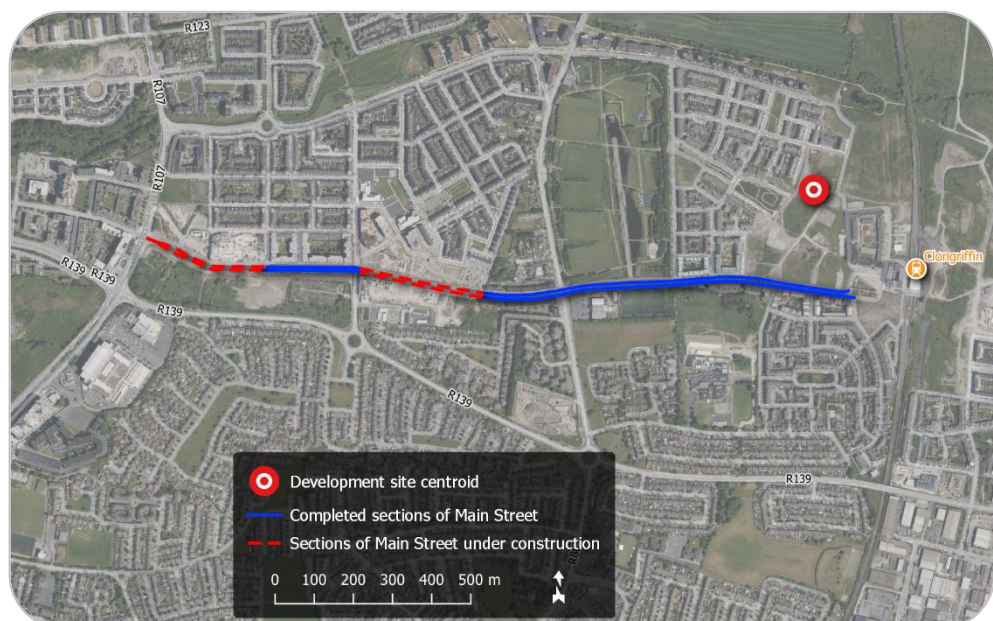 R123
R107
R107
Clongriffin
R139
R139
R139
R139
R139
Development site centroid
Completed sections of Main Street
Sections of Main Street under construction
0 100 200 300 400 500 m